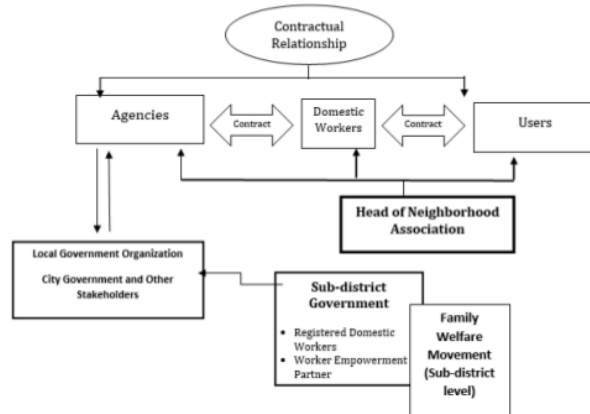 Contractual
Relationship
Agencies
Contract
Domestic
Workers
Contract
Users
Head of Neighborhood
Association
Local Government Organization
City Government and Other
Stakeholders
Sub-district
Government
• Registered Domestic
Workers
• Worker Empowerment
Partner
Family
Welfare
Movement
(Sub-district
level)